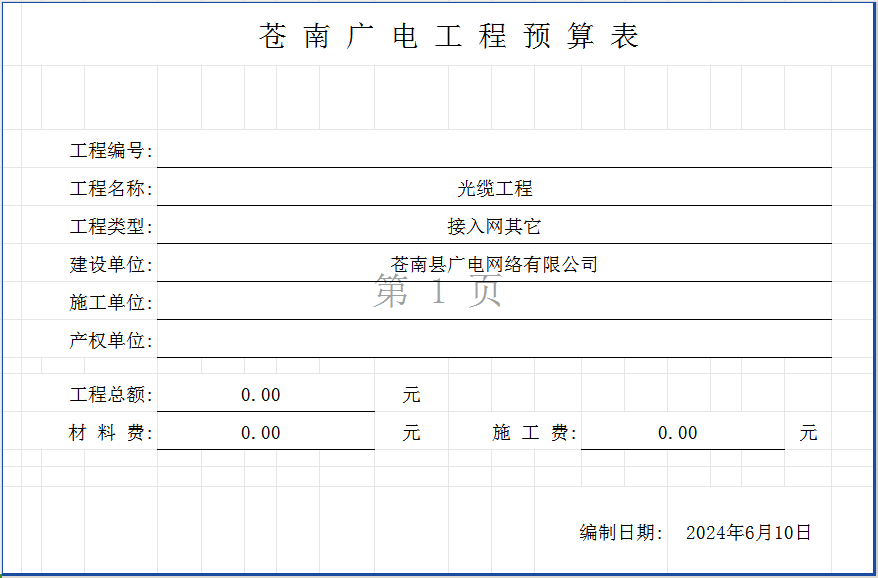 苍南广电工程预算表
工程编号:
工程名称: 光缆工程
工程类型: 接入网其它
建设单位: 苍南县广电网络有限公司
第 1 页
施工单位:
产权单位:
工程总额: 0.00 元
材 料 费: 0.00 元 施 工 费: 0.00 元
编制日期: 2024年6月10日